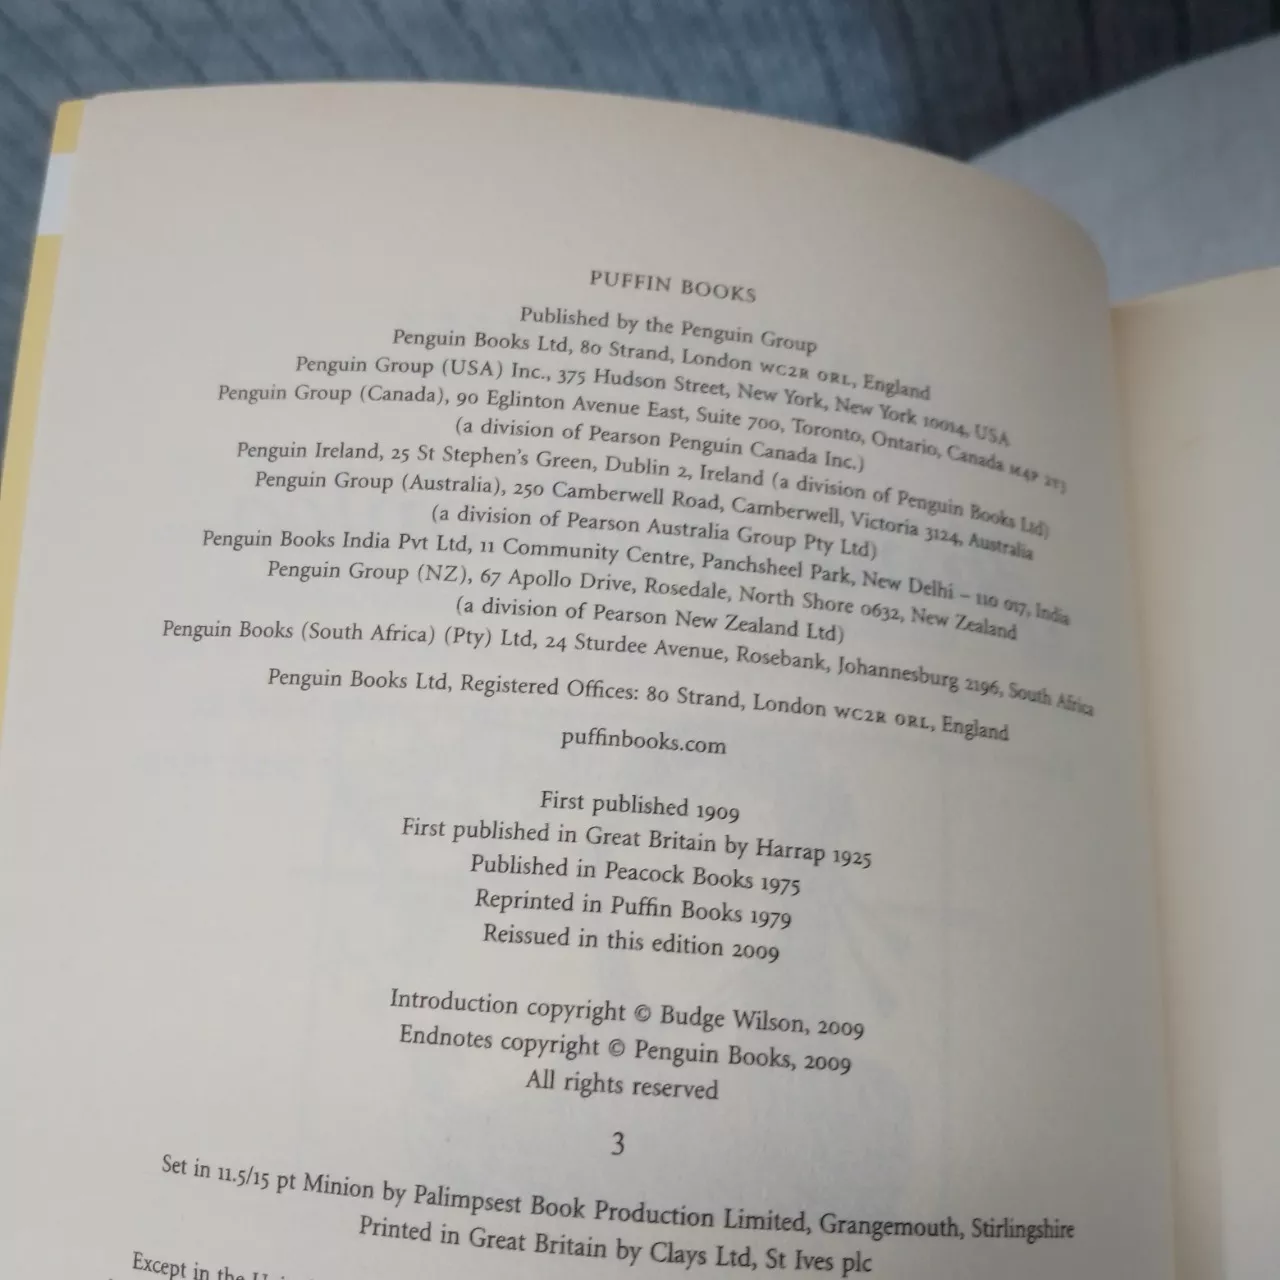 PUFFIN BOOKS
Published by the Penguin Group
Penguin Books Ltd, 80 Strand, London WC2R 0RL, England
Penguin Group (USA) Inc., 375 Hudson Street, New York, New York 10014, USA
Penguin Group (Canada), 90 Eglinton Avenue East, Suite 700, Toronto, Ontario, Canada M4P 2Y3
(a division of Pearson Penguin Canada Inc.)
Penguin Ireland, 25 St Stephen's Green, Dublin 2, Ireland (a division of Penguin Books Ltd)
Penguin Group (Australia), 250 Camberwell Road, Camberwell, Victoria 3124, Australia
(a division of Pearson Australia Group Pty Ltd)
Penguin Books India Pvt Ltd, 11 Community Centre, Panchsheel Park, New Delhi – 110 017, India
Penguin Group (NZ), 67 Apollo Drive, Rosedale, North Shore 0632, New Zealand
(a division of Pearson New Zealand Ltd)
Penguin Books (South Africa) (Pty) Ltd, 24 Sturdee Avenue, Rosebank, Johannesburg 2196, South Africa
Penguin Books Ltd, Registered Offices: 80 Strand, London WC2R 0RL, England
puffinbooks.com
First published 1909
First published in Great Britain by Harrap 1925
Published in Peacock Books 1975
Reprinted in Puffin Books 1979
Reissued in this edition 2009
Introduction copyright © Budge Wilson, 2009
Endnotes copyright © Penguin Books, 2009
All rights reserved
3
Set in 11.5/15 pt Minion by Palimpsest Book Production Limited, Grangemouth, Stirlingshire
Printed in Great Britain by Clays Ltd, St Ives plc
Except in the